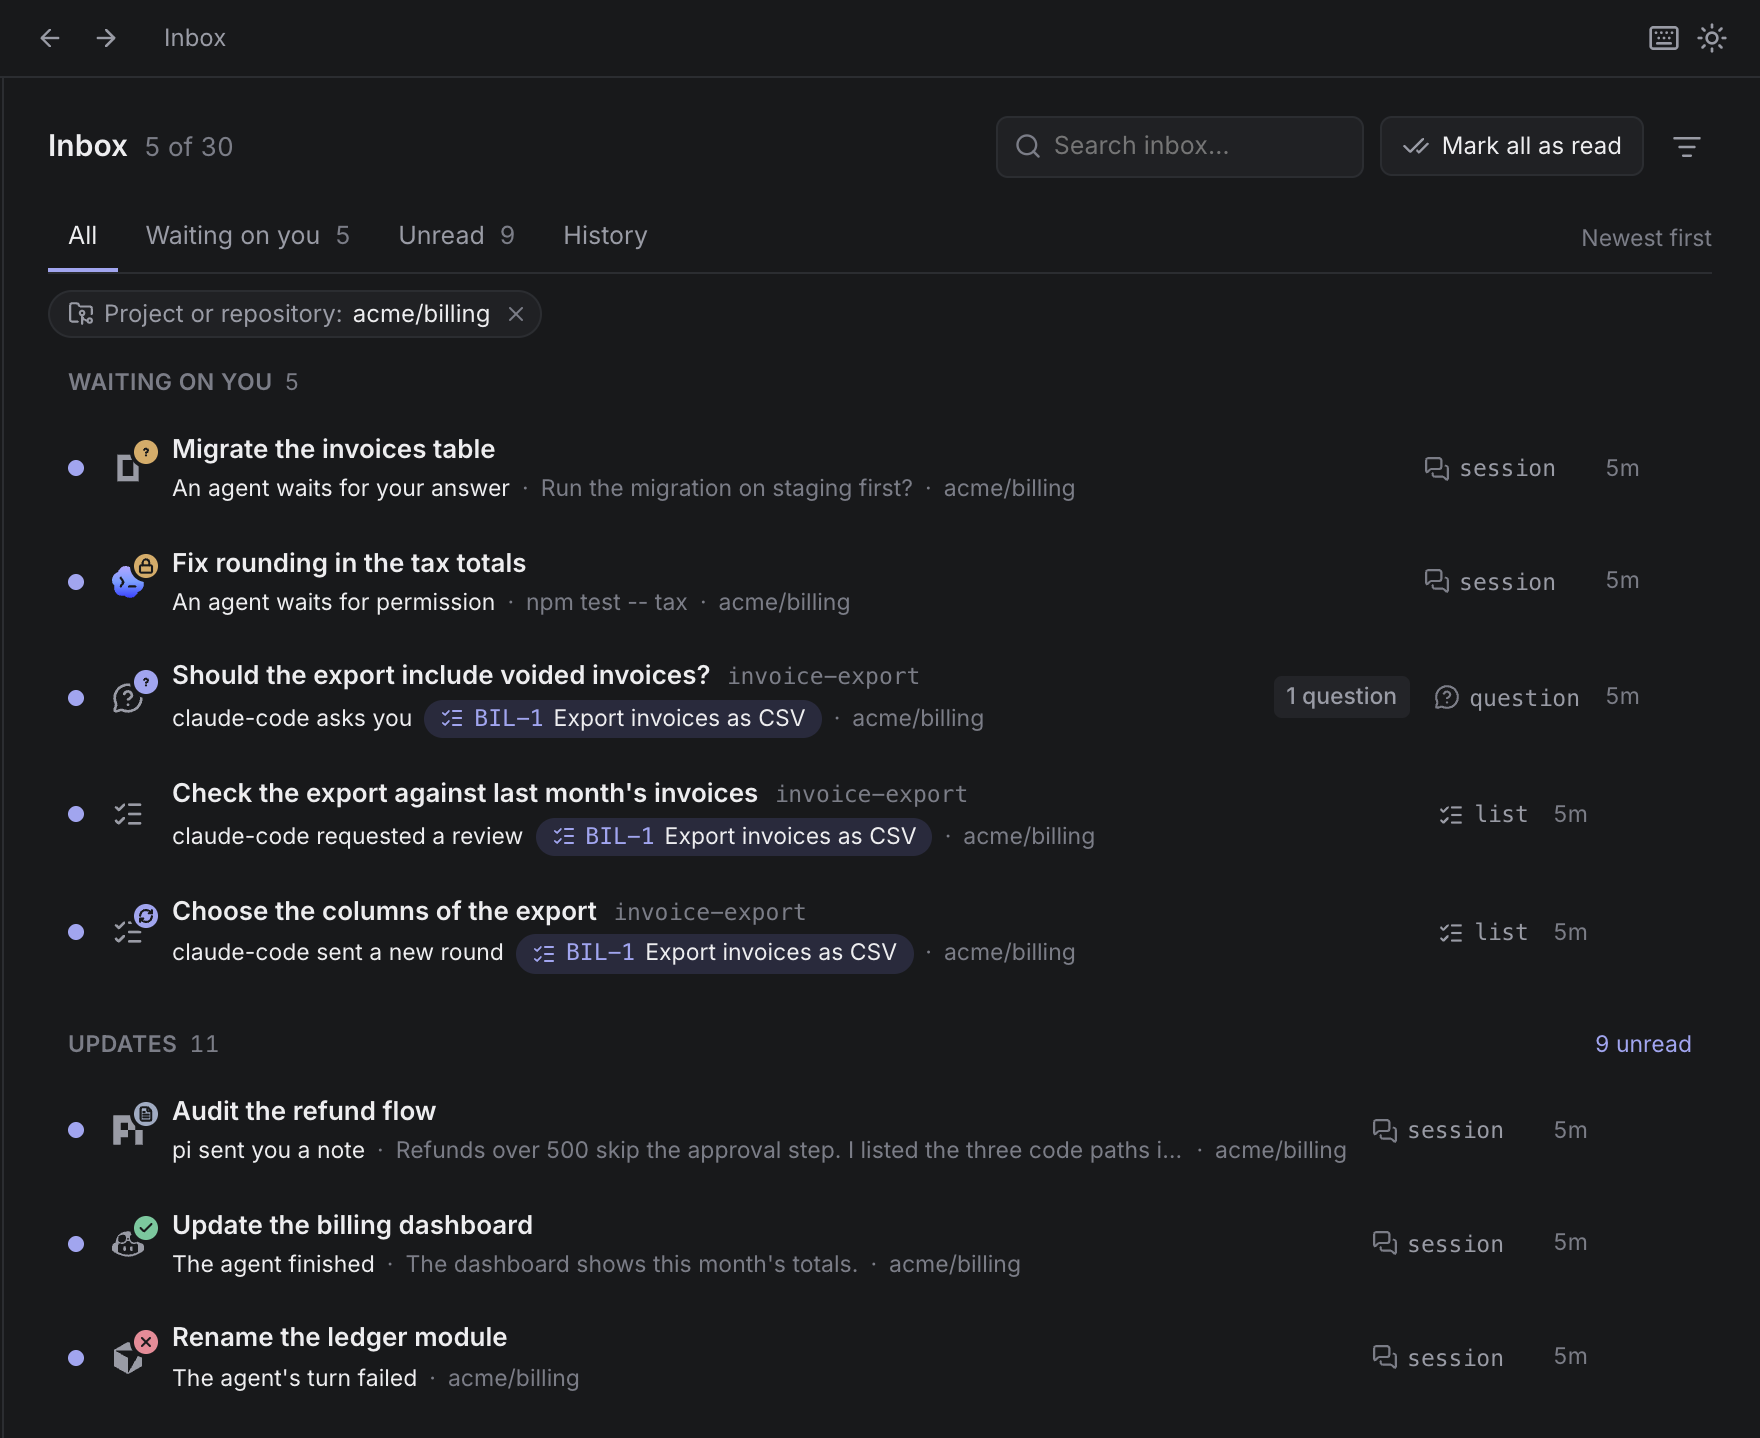 Inbox
Inbox 5 of 30
Search inbox...
Mark all as read
All
Waiting on you 5
Unread 9
History
Newest first
Project or repository: acme/billing
WAITING ON YOU 5
Migrate the invoices table
An agent waits for your answer · Run the migration on staging first? · acme/billing
session 5m
Fix rounding in the tax totals
An agent waits for permission · npm test -- tax · acme/billing
session 5m
Should the export include voided invoices? invoice-export
claude-code asks you BIL-1 Export invoices as CSV · acme/billing
1 question question 5m
Check the export against last month's invoices invoice-export
claude-code requested a review BIL-1 Export invoices as CSV · acme/billing
list 5m
Choose the columns of the export invoice-export
claude-code sent a new round BIL-1 Export invoices as CSV · acme/billing
list 5m
UPDATES 11
9 unread
Audit the refund flow
pi sent you a note · Refunds over 500 skip the approval step. I listed the three code paths i... · acme/billing
session 5m
Update the billing dashboard
The agent finished · The dashboard shows this month's totals. · acme/billing
session 5m
Rename the ledger module
The agent's turn failed · acme/billing
session 5m